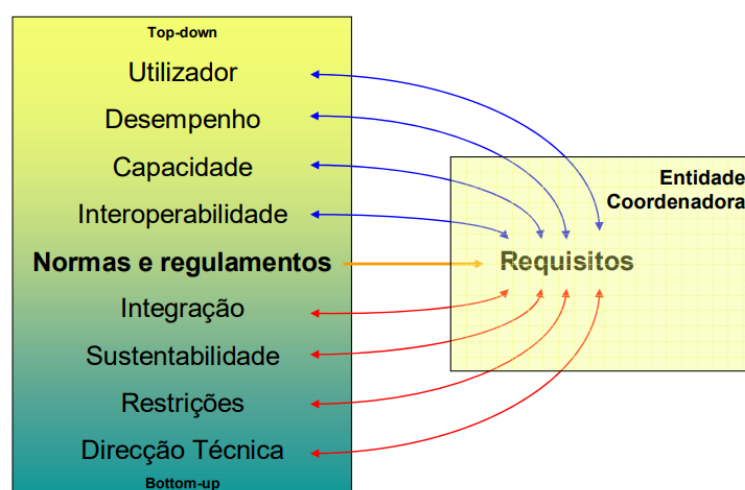 Top-down
Utilizador
Desempenho
Capacidade
Interoperabilidade
Normas e regulamentos
Integração
Sustentabilidade
Restrições
Direcção Técnica
Bottom-up
Entidade
Coordenadora
Requisitos